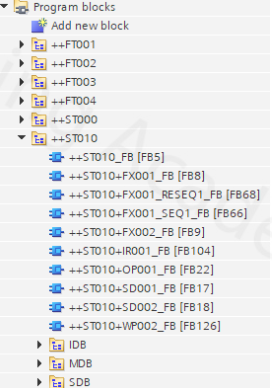 Program blocks
Add new block
++FT001
++FT002
++FT003
++FT004
++ST000
++ST010
++ST010_FB [FB5]
++ST010+FX001_FB [FB8]
++ST010+FX001_RESEQ1_FB [FB68]
++ST010+FX001_SEQ1_FB [FB66]
++ST010+FX002_FB [FB9]
++ST010+IR001_FB [FB104]
++ST010+OP001_FB [FB22]
++ST010+SD001_FB [FB17]
++ST010+SD002_FB [FB18]
++ST010+WP002_FB [FB126]
IDB
MDB
SDB